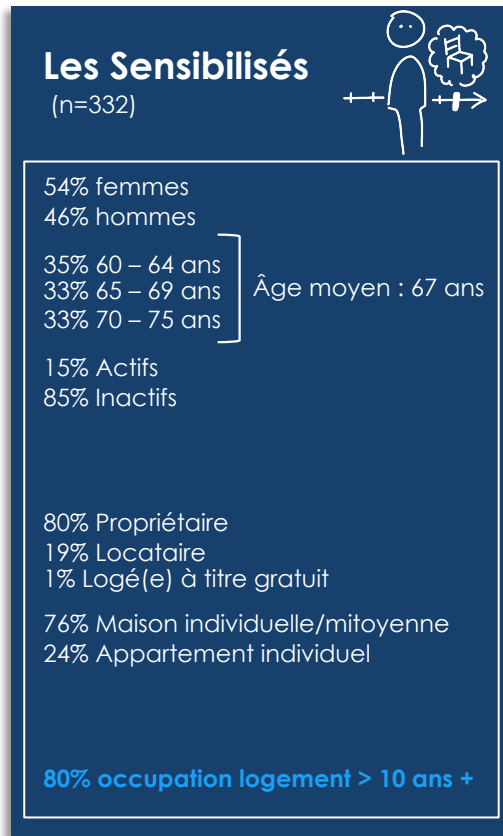 Les Sensibilisés
(n=332)
54% femmes
46% hommes
35% 60 – 64 ans
33% 65 – 69 ans
33% 70 – 75 ans
Âge moyen : 67 ans
15% Actifs
85% Inactifs
80% Propriétaire
19% Locataire
1% Logé(e) à titre gratuit
76% Maison individuelle/mitoyenne
24% Appartement individuel
80% occupation logement > 10 ans +